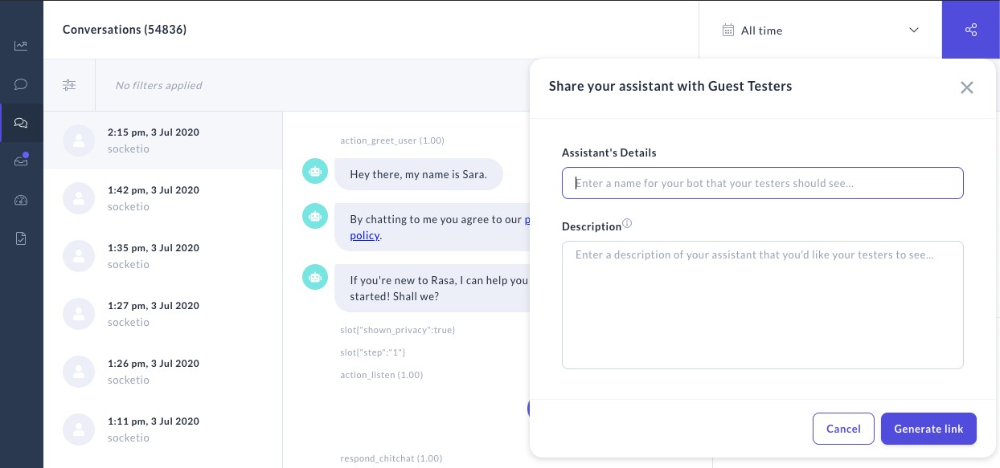 Conversations (54836)
All time
No filters applied
2:15 pm, 3 Jul 2020
socketio
1:42 pm, 3 Jul 2020
socketio
1:35 pm, 3 Jul 2020
socketio
1:27 pm, 3 Jul 2020
socketio
1:26 pm, 3 Jul 2020
socketio
1:11 pm, 3 Jul 2020
socketio
action_greet_user (1.00)
Hey there, my name is Sara.
By chatting to me you agree to our p
policy.
If you're new to Rasa, I can help you
started! Shall we?
slot{"shown_privacy":true}
slot{"step":"1"}
action_listen (1.00)
respond_chitchat (1.00)
Share your assistant with Guest Testers
Assistant's Details
Enter a name for your bot that your testers should see...
Description
Enter a description of your assistant that you'd like your testers to see...
Cancel
Generate link